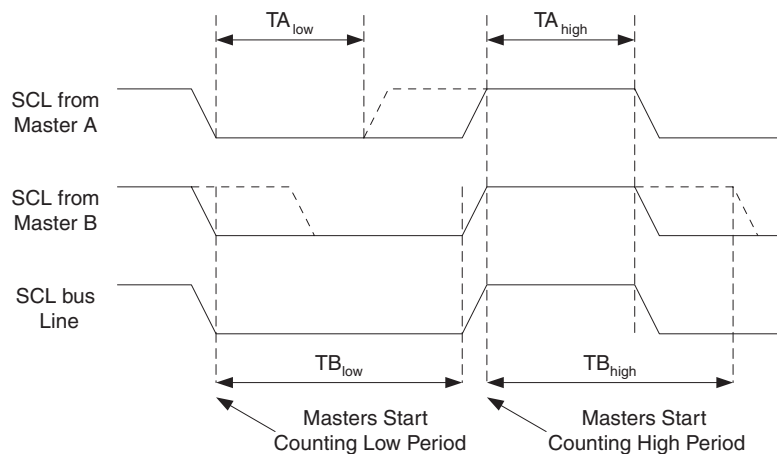 TA low
TA high
SCL from
Master A
SCL from
Master B
SCL bus
Line
TB low
TB high
Masters Start
Counting Low Period
Masters Start
Counting High Period